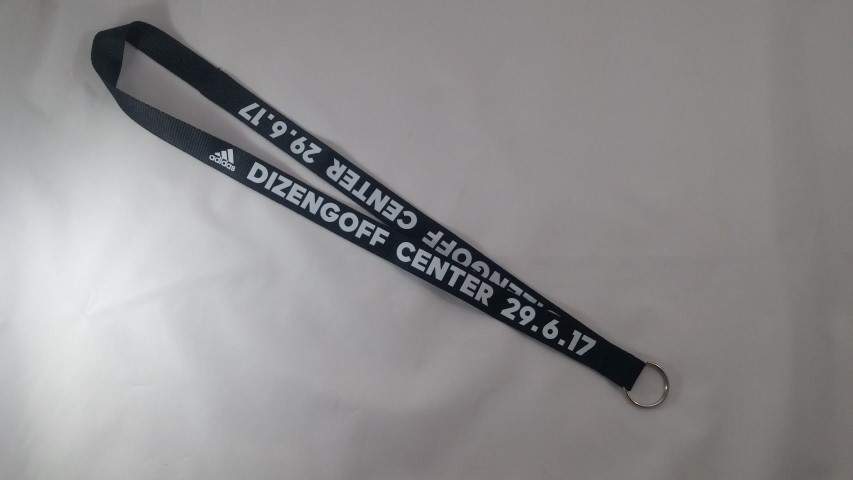 adidas DIZENGOFF CENTER 29.6.17
DIZENGOFF CENTER 29.6.17